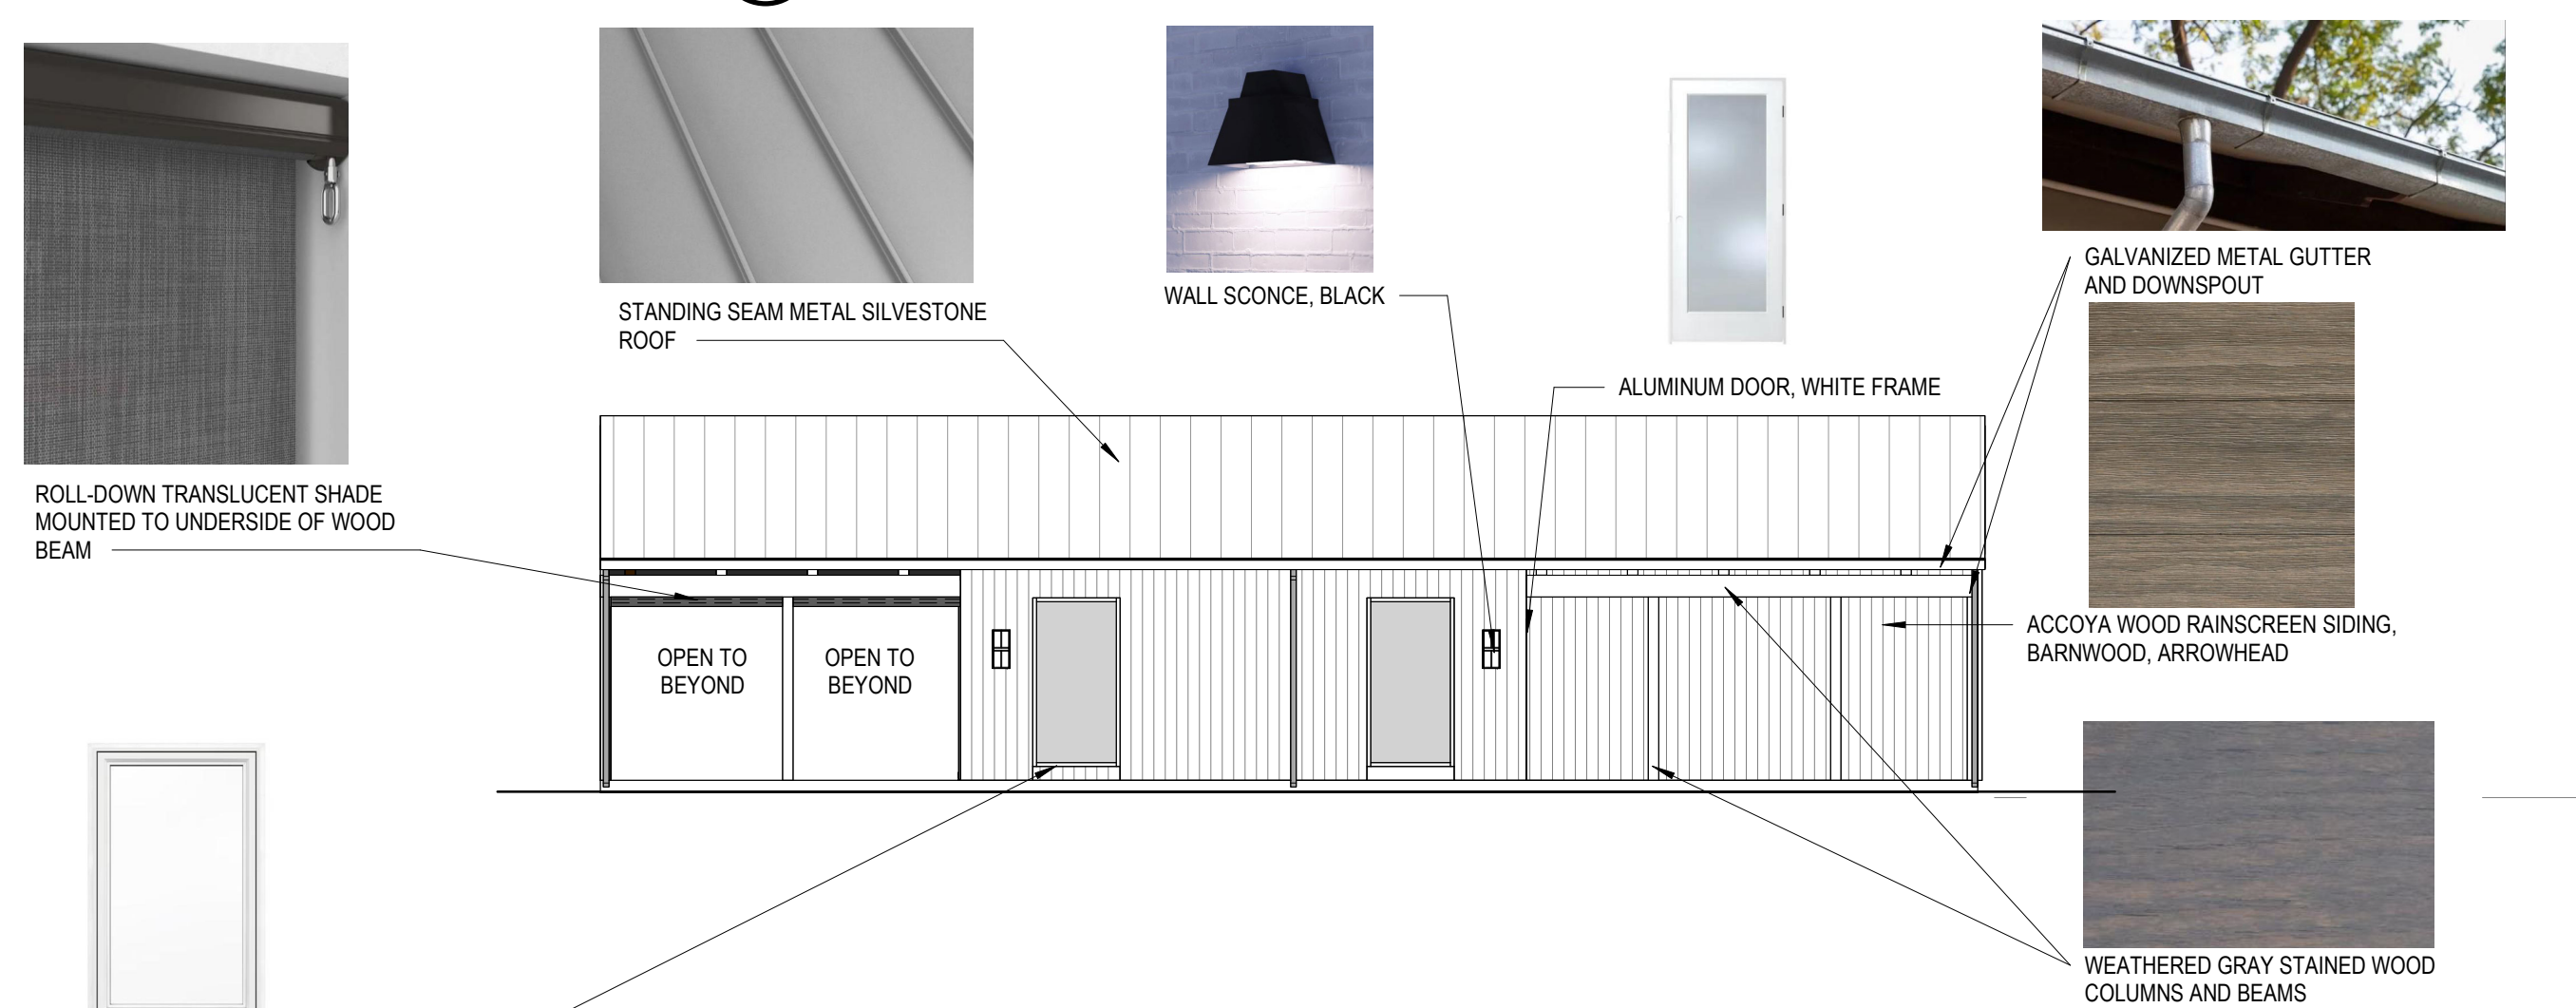 STANDING SEAM METAL SILVESTONE
ROOF
WALL SCONCE, BLACK
ALUMINUM DOOR, WHITE FRAME
GALVANIZED METAL GUTTER
AND DOWNSPOUT
ROLL-DOWN TRANSLUCENT SHADE
MOUNTED TO UNDERSIDE OF WOOD
BEAM
OPEN TO
BEYOND
OPEN TO
BEYOND
ACCOYA WOOD RAINSCREEN SIDING,
BARNWOOD, ARROWHEAD
WEATHERED GRAY STAINED WOOD
COLUMNS AND BEAMS